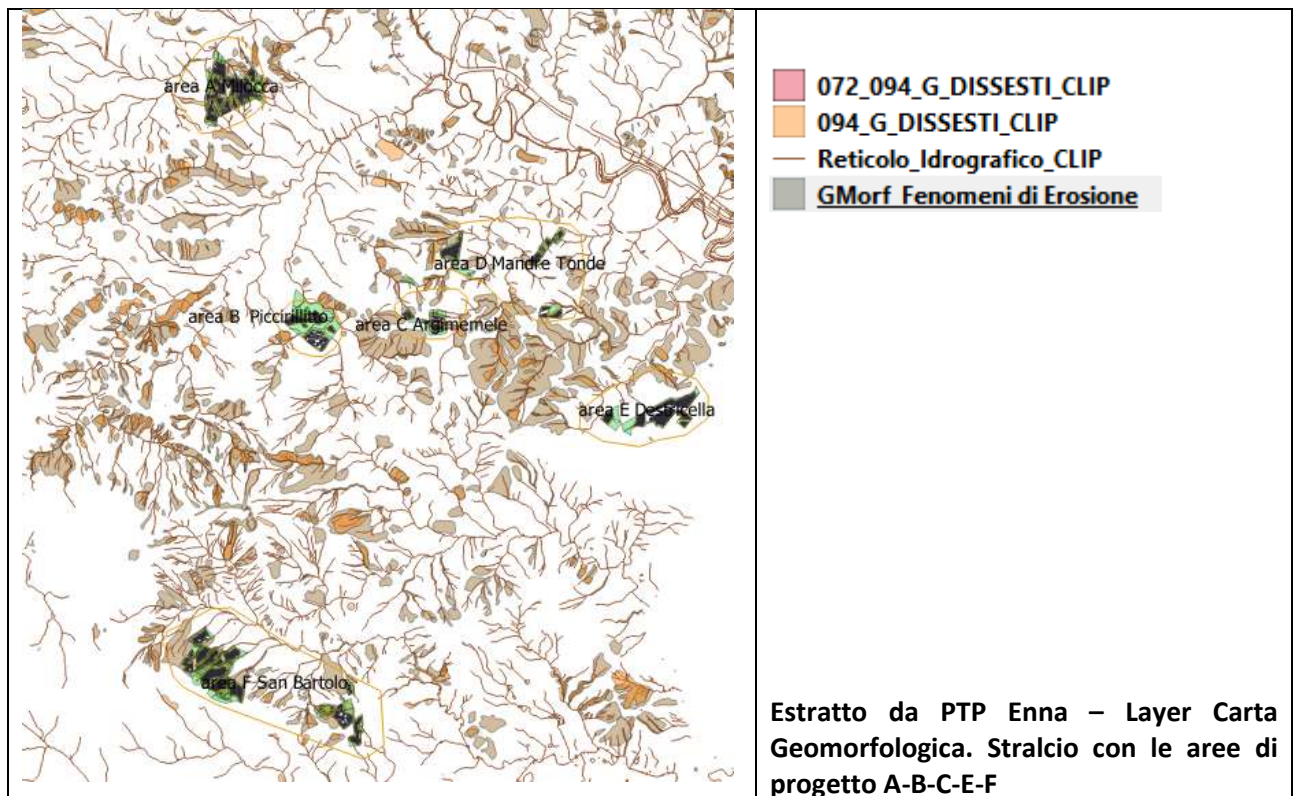 area A Mliocca
area D Mandre Tonde
area B Piccirillitto
area C Argimemele
area E Destricella
area F San Bartolo
072_094_G_DISSESTI_CLIP
094_G_DISSESTI_CLIP
Reticolo_Idrografico_CLIP
GMorf Fenomeni di Erosione
Estratto da PTP Enna – Layer Carta
Geomorfologica. Stralcio con le aree di
progetto A-B-C-E-F